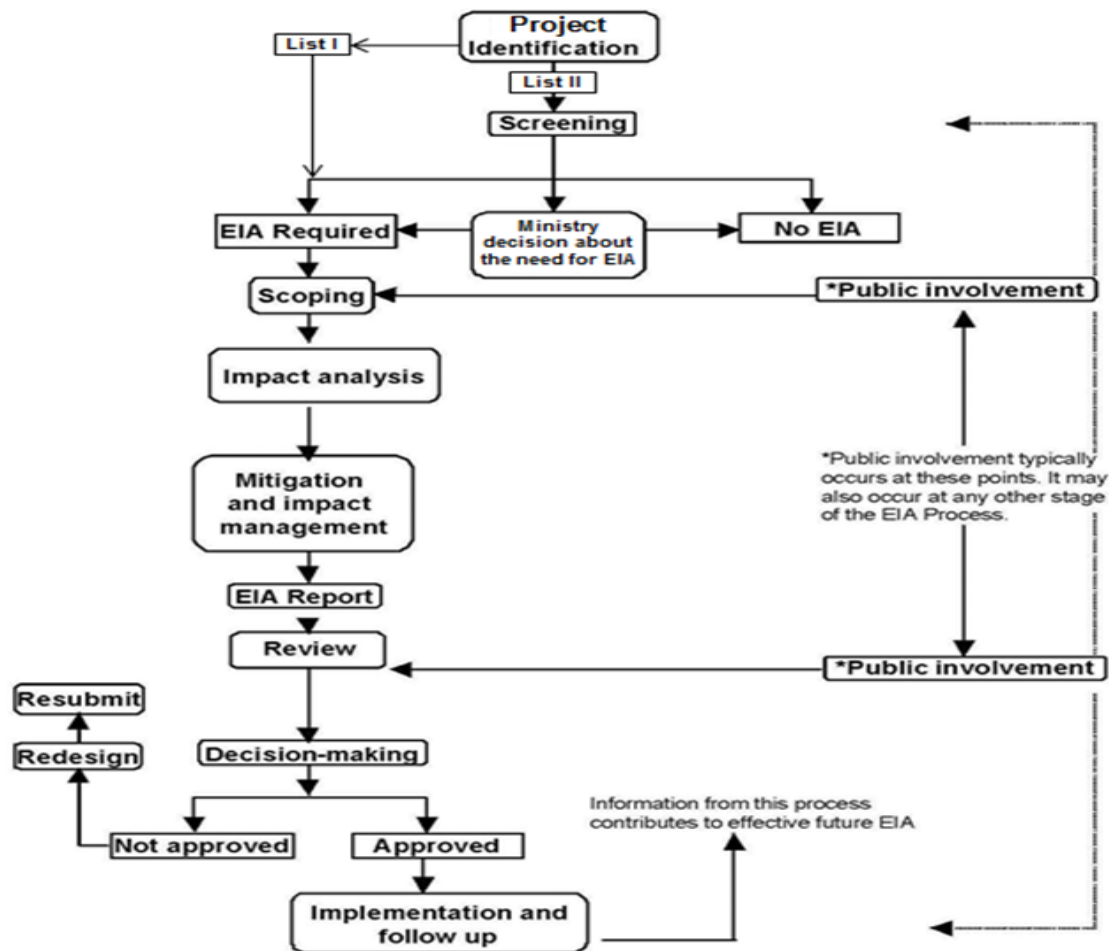 Project
Identification
List I
List II
Screening
EIA Required
Ministry
decision about
the need for EIA
No EIA
Scoping
*Public involvement
Impact analysis
Mitigation
and impact
management
*Public involvement typically
occurs at these points. It may
also occur at any other stage
of the EIA Process.
EIA Report
Review
*Public involvement
Resubmit
Redesign
Decision-making
Not approved
Approved
Information from this process
contributes to effective future EIA
Implementation and
follow up